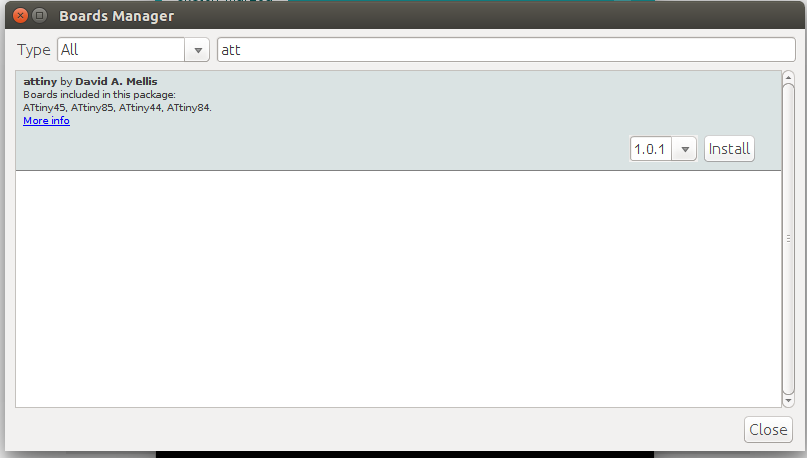 Boards Manager
Type All att
attiny by David A. Mellis
Boards included in this package:
ATtiny45, ATtiny85, ATtiny44, ATtiny84.
More info
1.0.1 Install
Close